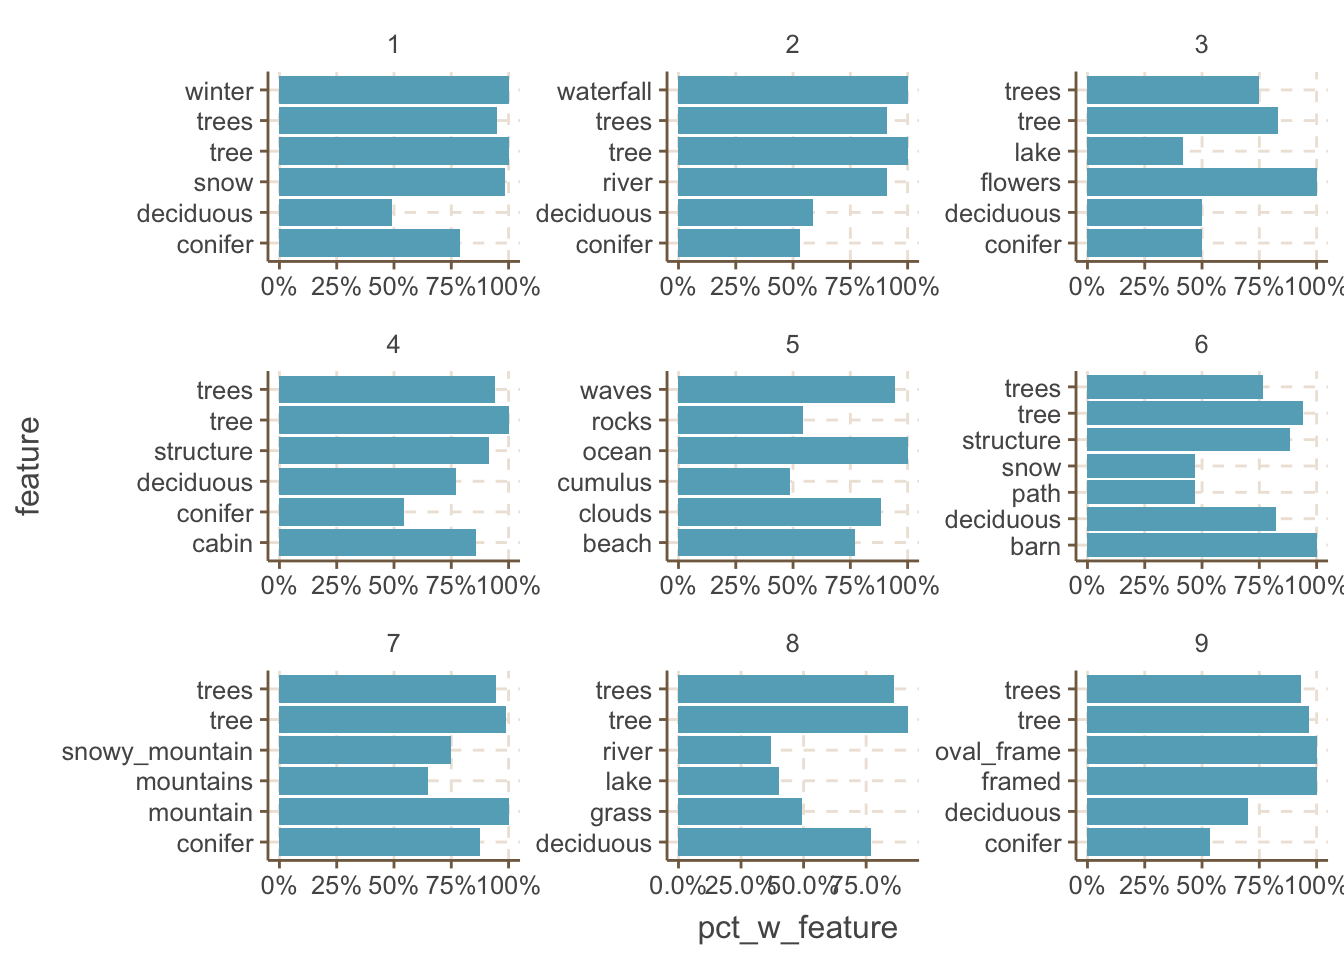 1
winter
trees
tree
snow
deciduous
conifer
0% 25% 50% 75% 100%
2
waterfall
trees
tree
river
deciduous
conifer
0% 25% 50% 75% 100%
3
trees
tree
lake
flowers
deciduous
conifer
0% 25% 50% 75% 100%
feature
4
trees
tree
structure
deciduous
conifer
cabin
0% 25% 50% 75% 100%
5
waves
rocks
ocean
cumulus
clouds
beach
0% 25% 50% 75% 100%
6
trees
tree
structure
snow
path
deciduous
barn
0% 25% 50% 75% 100%
7
trees
tree
snowy_mountain
mountains
mountain
conifer
0% 25% 50% 75% 100%
8
trees
tree
river
lake
grass
deciduous
0.0% 25.0% 50.0% 75.0%
9
trees
tree
oval_frame
framed
deciduous
conifer
0% 25% 50% 75% 100%
pct_w_feature